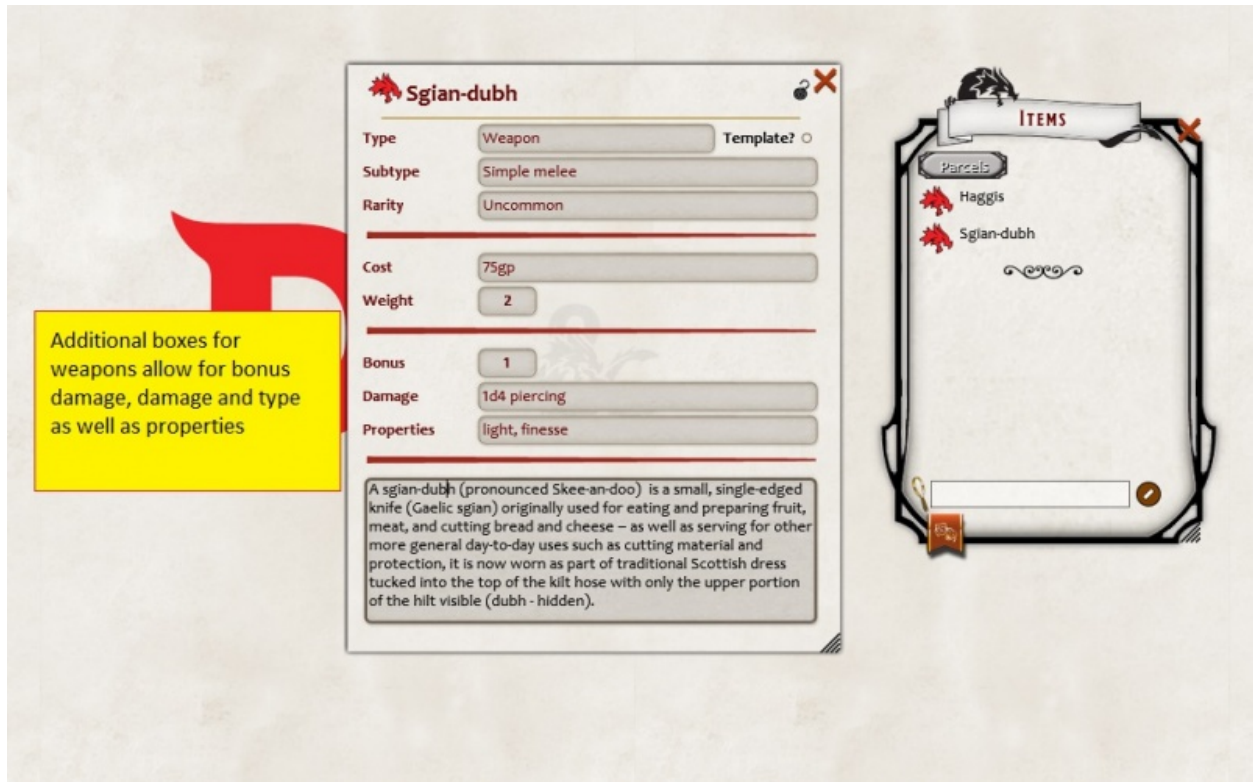 Sgian-dubh
Type Weapon Template?
Subtype Simple melee
Rarity Uncommon
Cost 75gp
Weight 2
Bonus 1
Damage 1d4 piercing
Properties light, finesse
A sgian-dubh (pronounced Skee-an-doo) is a small, single-edged
knife (Gaelic sgian) originally used for eating and preparing fruit,
meat, and cutting bread and cheese – as well as serving for other
more general day-to-day uses such as cutting material and
protection, it is now worn as part of traditional Scottish dress
tucked into the top of the kilt hose with only the upper portion
of the hilt visible (dubh - hidden).
Additional boxes for
weapons allow for bonus
damage, damage and type
as well as properties
ITEMS
Parcels
Haggis
Sgian-dubh